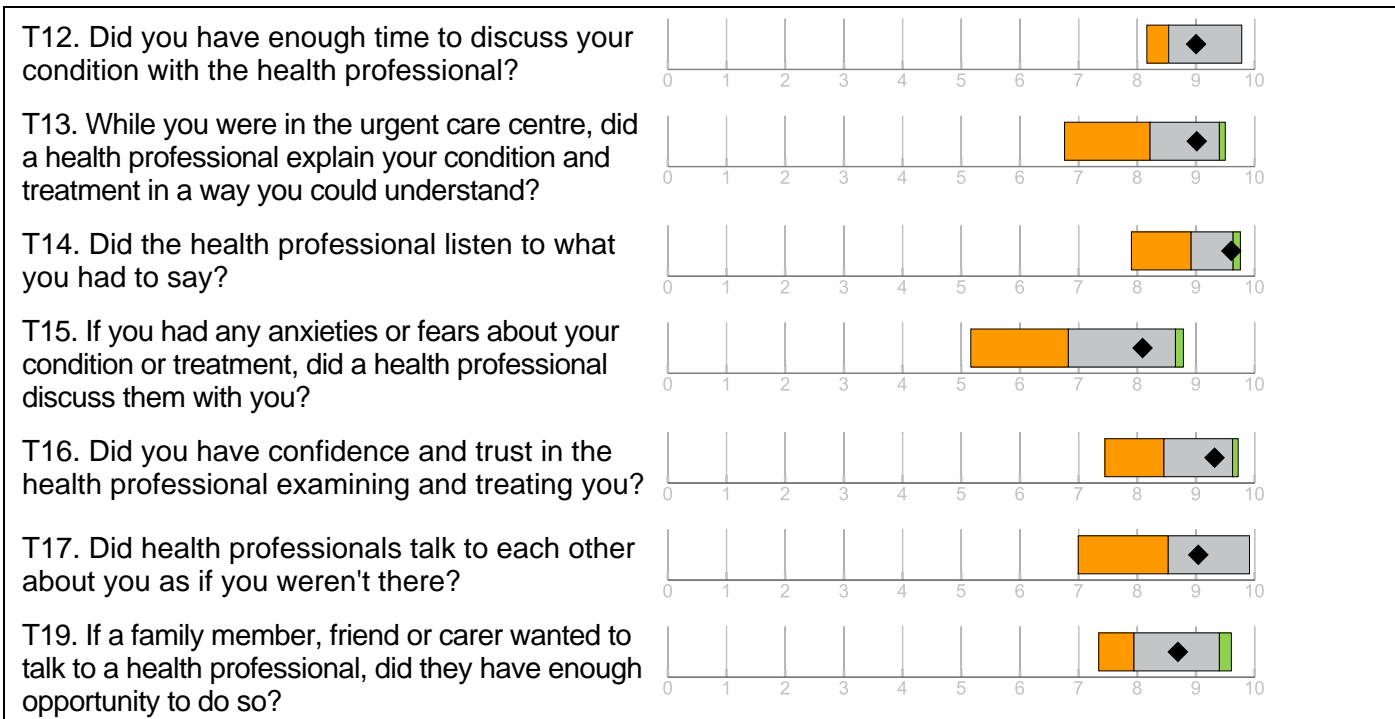 T12. Did you have enough time to discuss your
condition with the health professional?
0 1 2 3 4 5 6 7 8 9 10
T13. While you were in the urgent care centre, did
a health professional explain your condition and
treatment in a way you could understand?
0 1 2 3 4 5 6 7 8 9 10
T14. Did the health professional listen to what
you had to say?
0 1 2 3 4 5 6 7 8 9 10
T15. If you had any anxieties or fears about your
condition or treatment, did a health professional
discuss them with you?
0 1 2 3 4 5 6 7 8 9 10
T16. Did you have confidence and trust in the
health professional examining and treating you?
0 1 2 3 4 5 6 7 8 9 10
T17. Did health professionals talk to each other
about you as if you weren't there?
0 1 2 3 4 5 6 7 8 9 10
T19. If a family member, friend or carer wanted to
talk to a health professional, did they have enough
opportunity to do so?
0 1 2 3 4 5 6 7 8 9 10